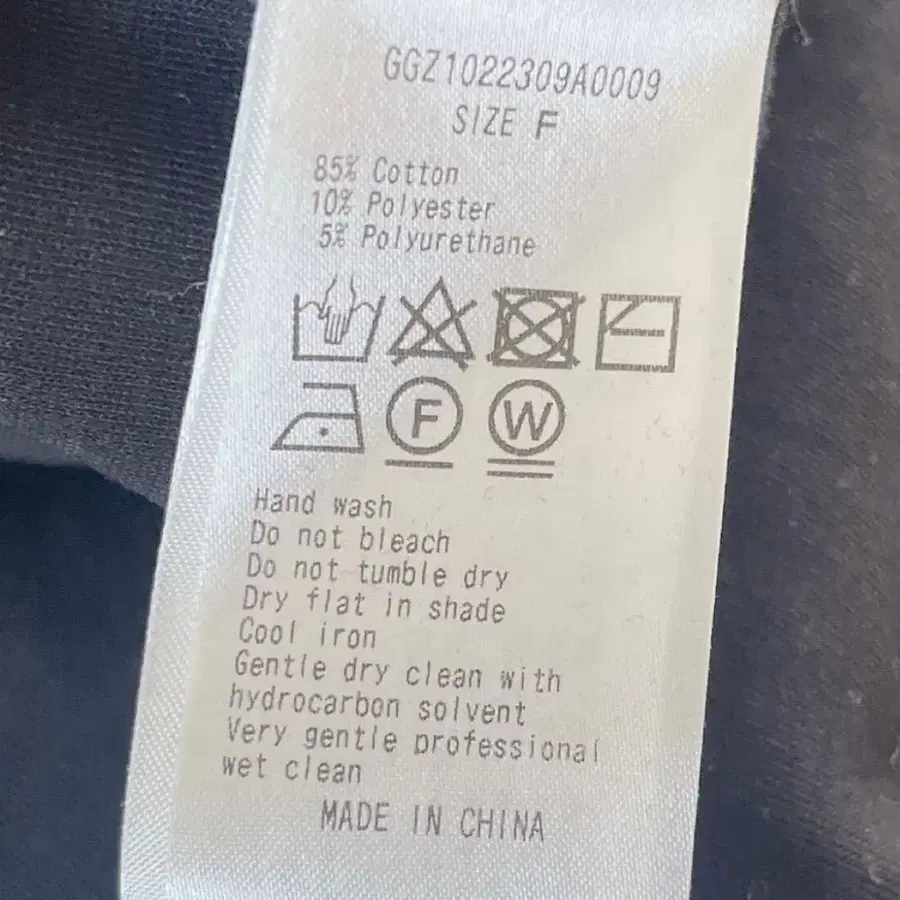 GGZ1022309A0009
SIZE F
85% Cotton
10% Polyester
5% Polyurethane
F W
Hand wash
Do not bleach
Do not tumble dry
Dry flat in shade
Cool iron
Gentle dry clean with
hydrocarbon solvent
Very gentle professional
wet clean
MADE IN CHINA